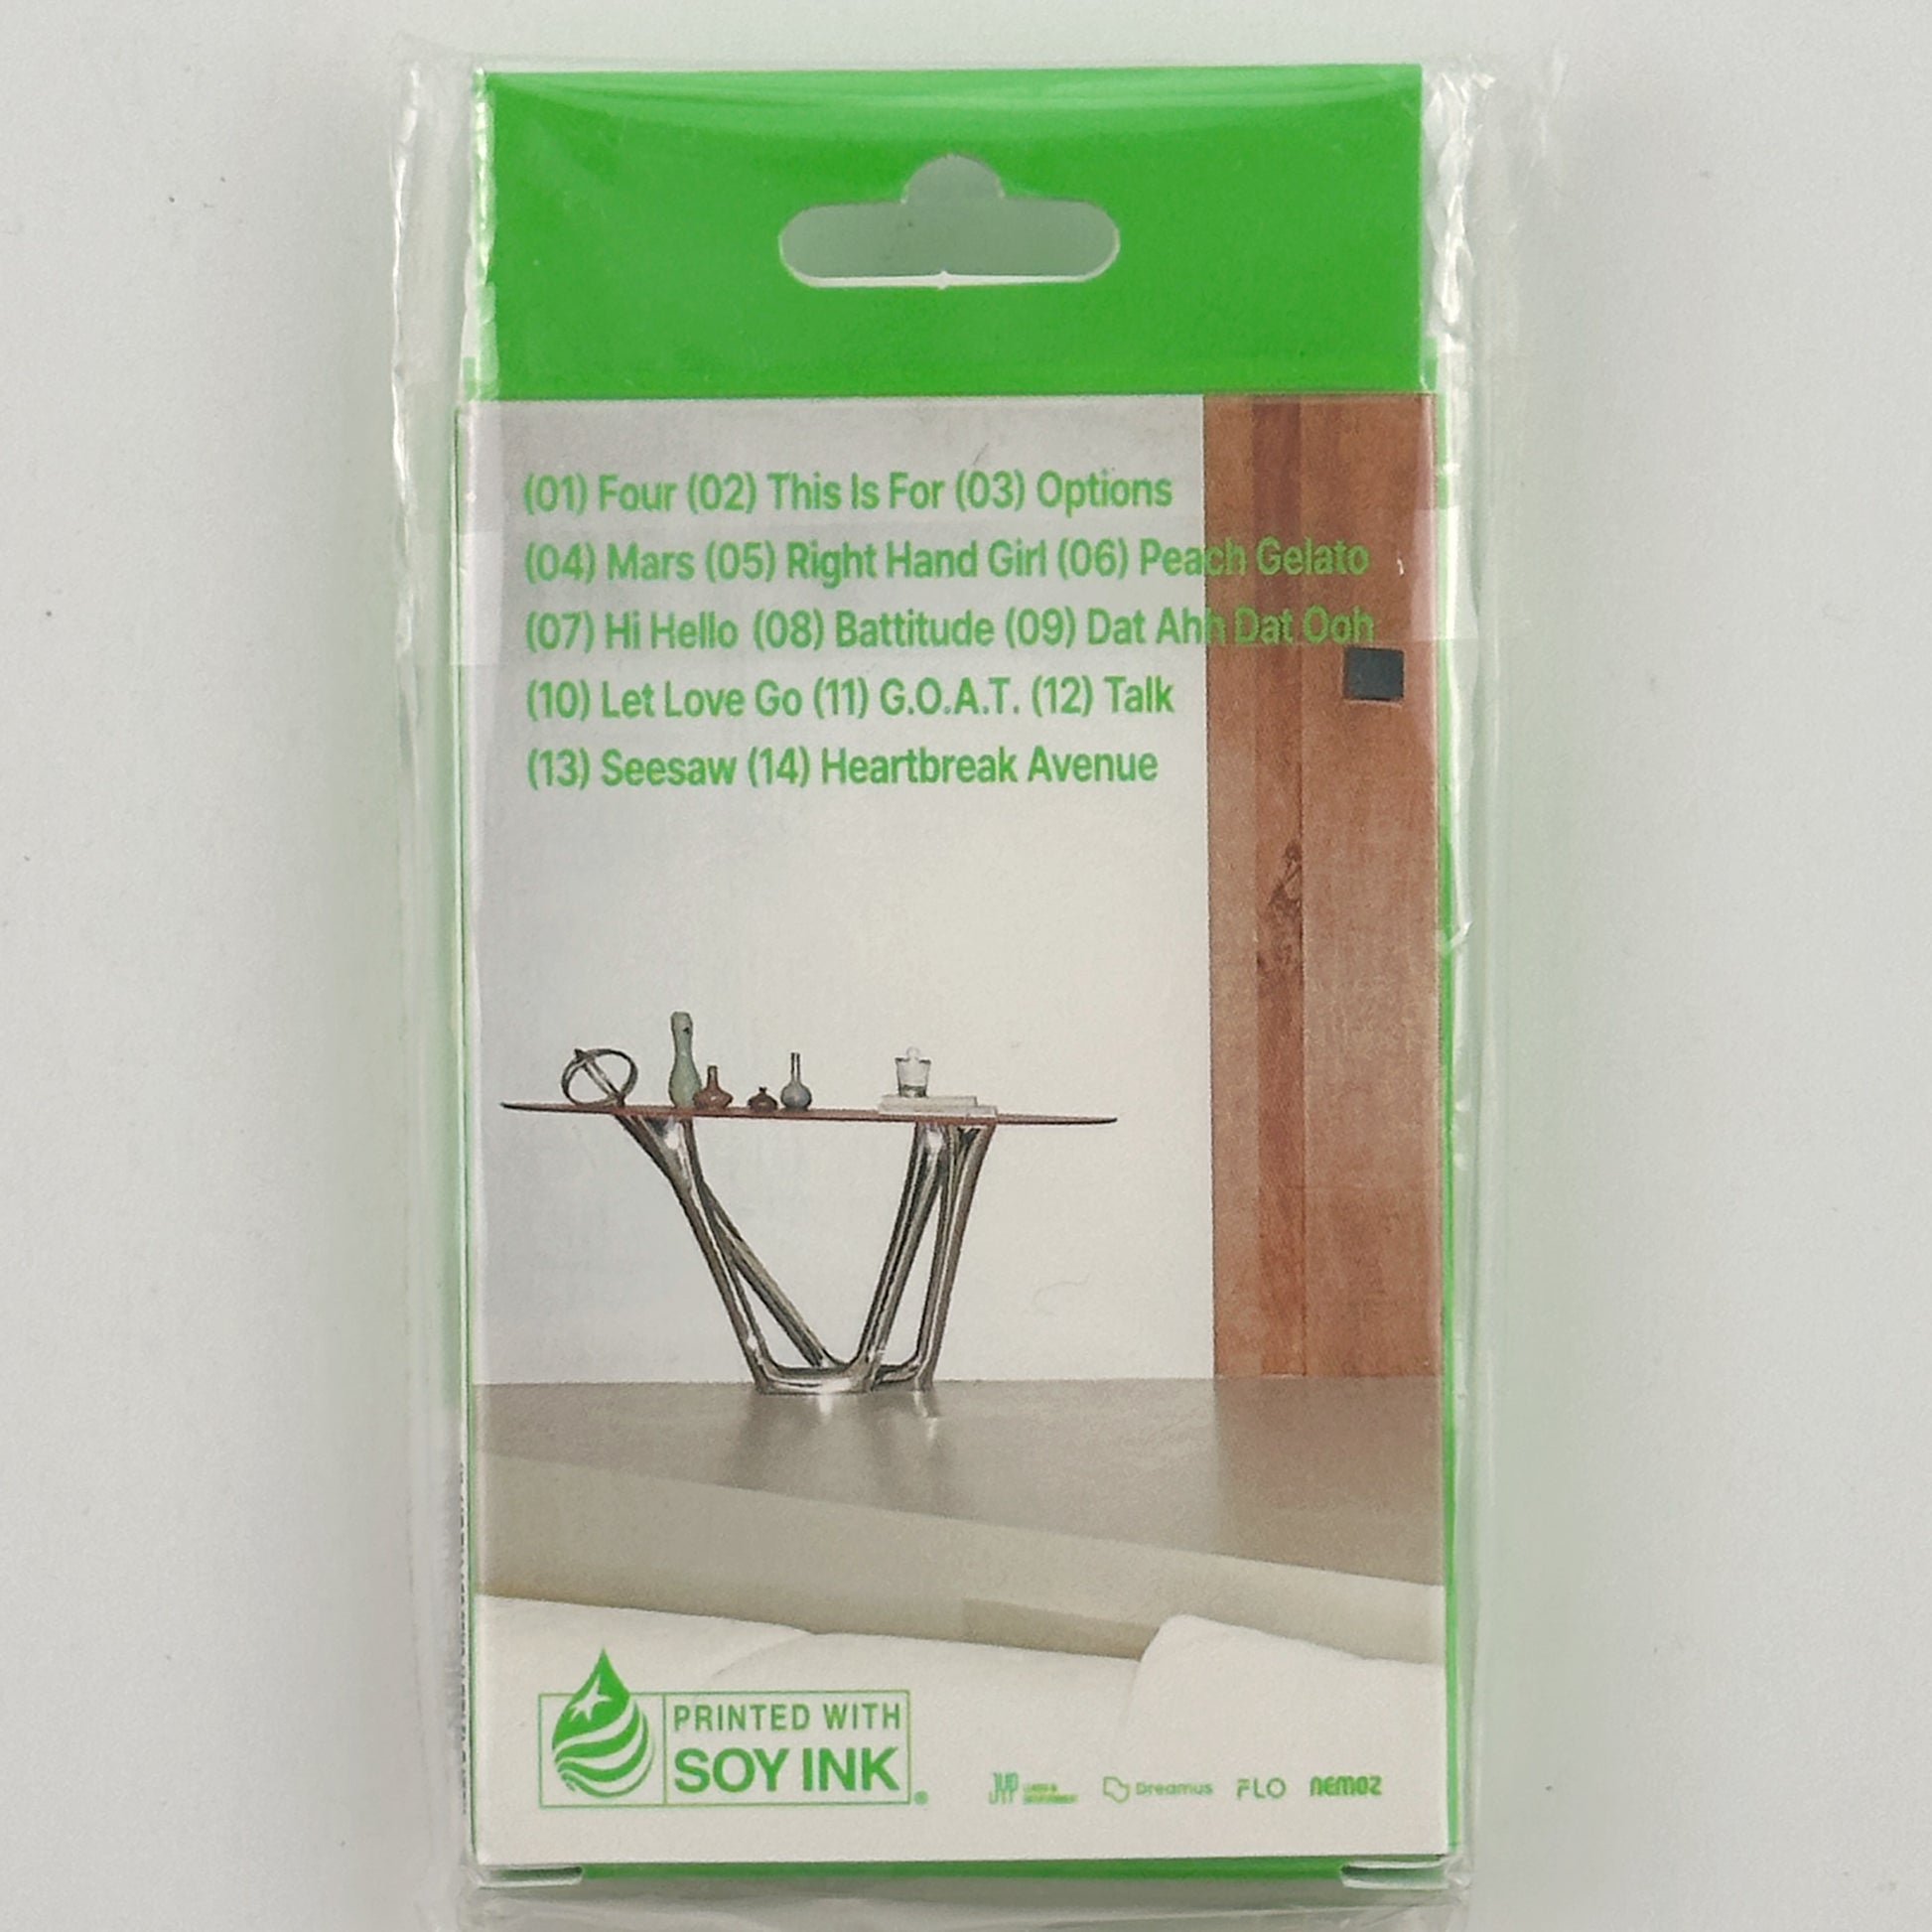 (01) Four (02) This Is For (03) Options
(04) Mars (05) Right Hand Girl (06) Peach Gelato
(07) Hi Hello (08) Battitude (09) Dat Ahh Dat Ooh
(10) Let Love Go (11) G.O.A.T. (12) Talk
(13) Seesaw (14) Heartbreak Avenue
PRINTED WITH
SOY INK®
JYP Dreamus FLO nemoz